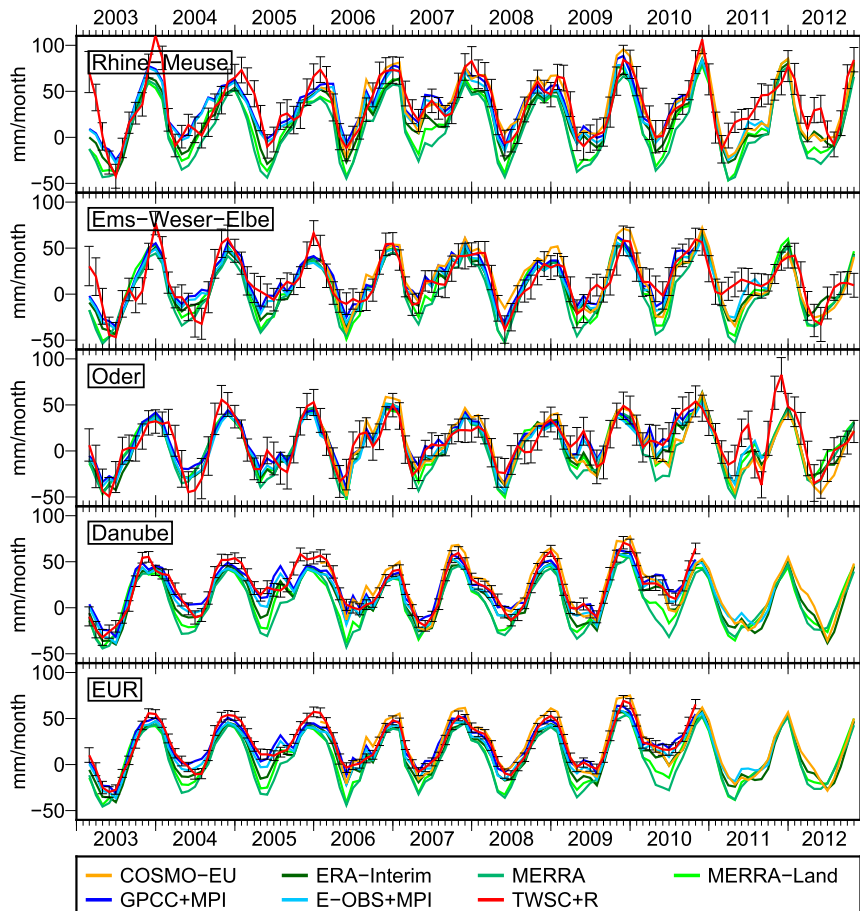 2003 2004 2005 2006 2007 2008 2009 2010 2011 2012
mm/month
100
50
0
−50
Rhine−Meuse
mm/month
100
50
0
−50
Ems−Weser−Elbe
mm/month
100
50
0
−50
Oder
mm/month
100
50
0
−50
Danube
mm/month
100
50
0
−50
EUR
2003 2004 2005 2006 2007 2008 2009 2010 2011 2012
COSMO−EU ERA−Interim MERRA MERRA−Land
GPCC+MPI E−OBS+MPI TWSC+R